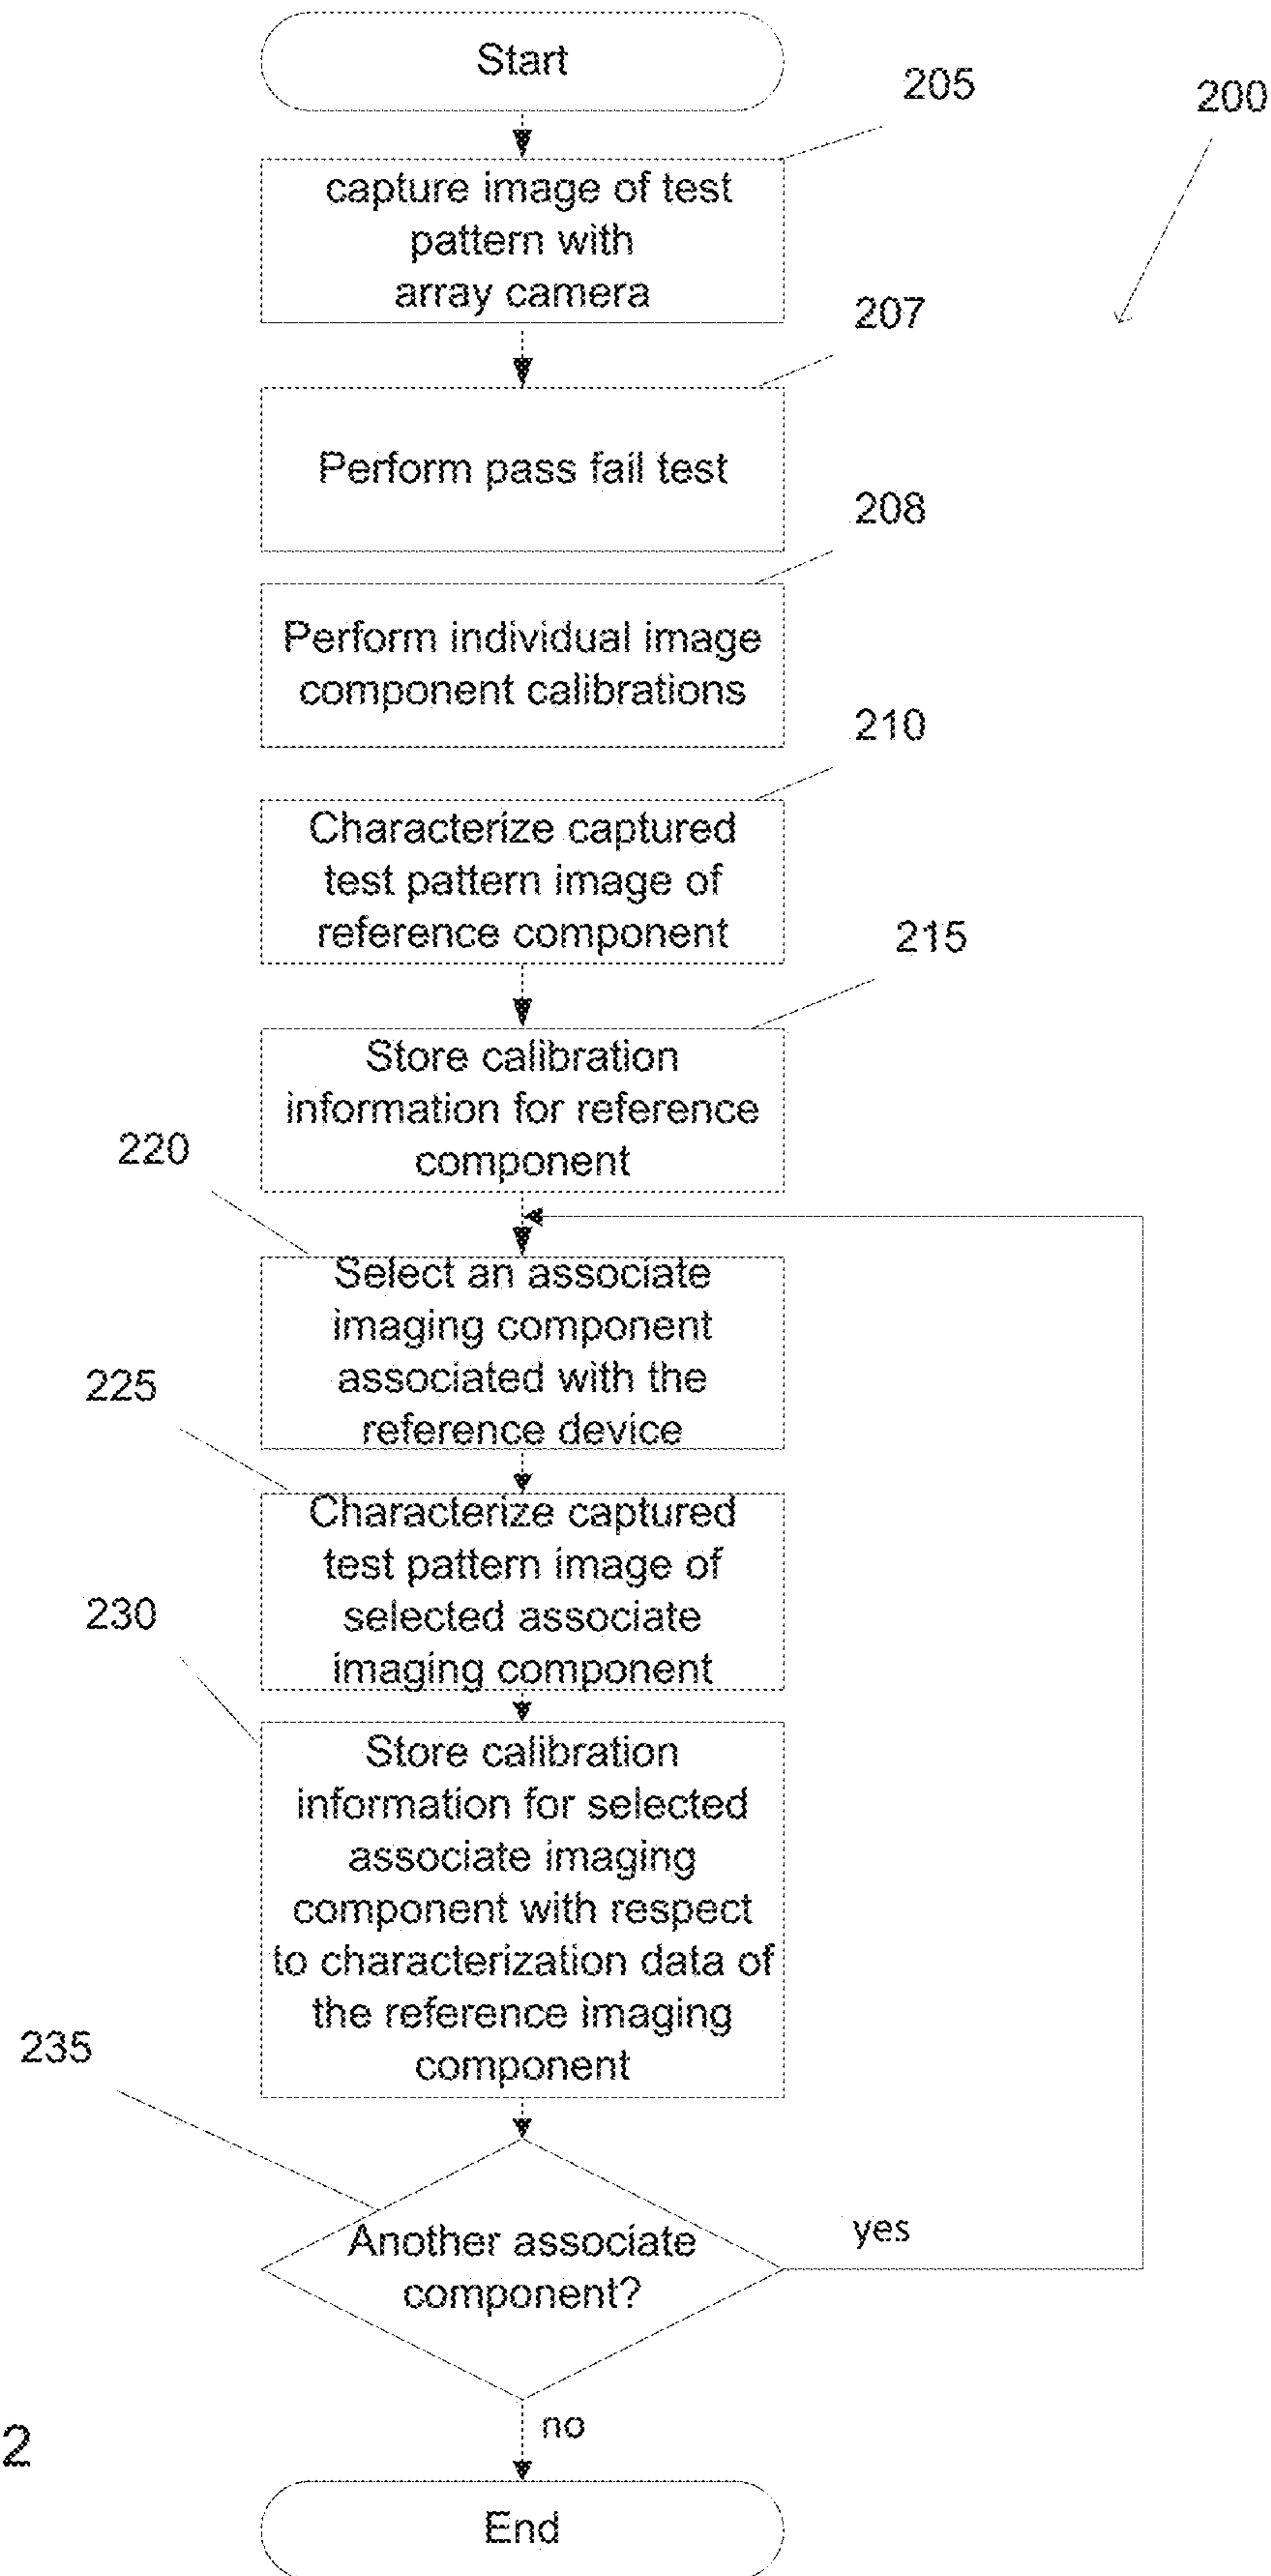 Start
205
200
capture image of test
pattern with
array camera
207
Perform pass fail test
208
Perform individual image
component calibrations
210
Characterize captured
test pattern image of
reference component
215
Store calibration
information for reference
component
220
Select an associate
imaging component
associated with the
reference device
225
Characterize captured
test pattern image of
selected associate
imaging component
230
Store calibration
information for selected
associate imaging
component with respect
to characterization data of
the reference imaging
component
235
Another associate
component?
yes
no
2
End